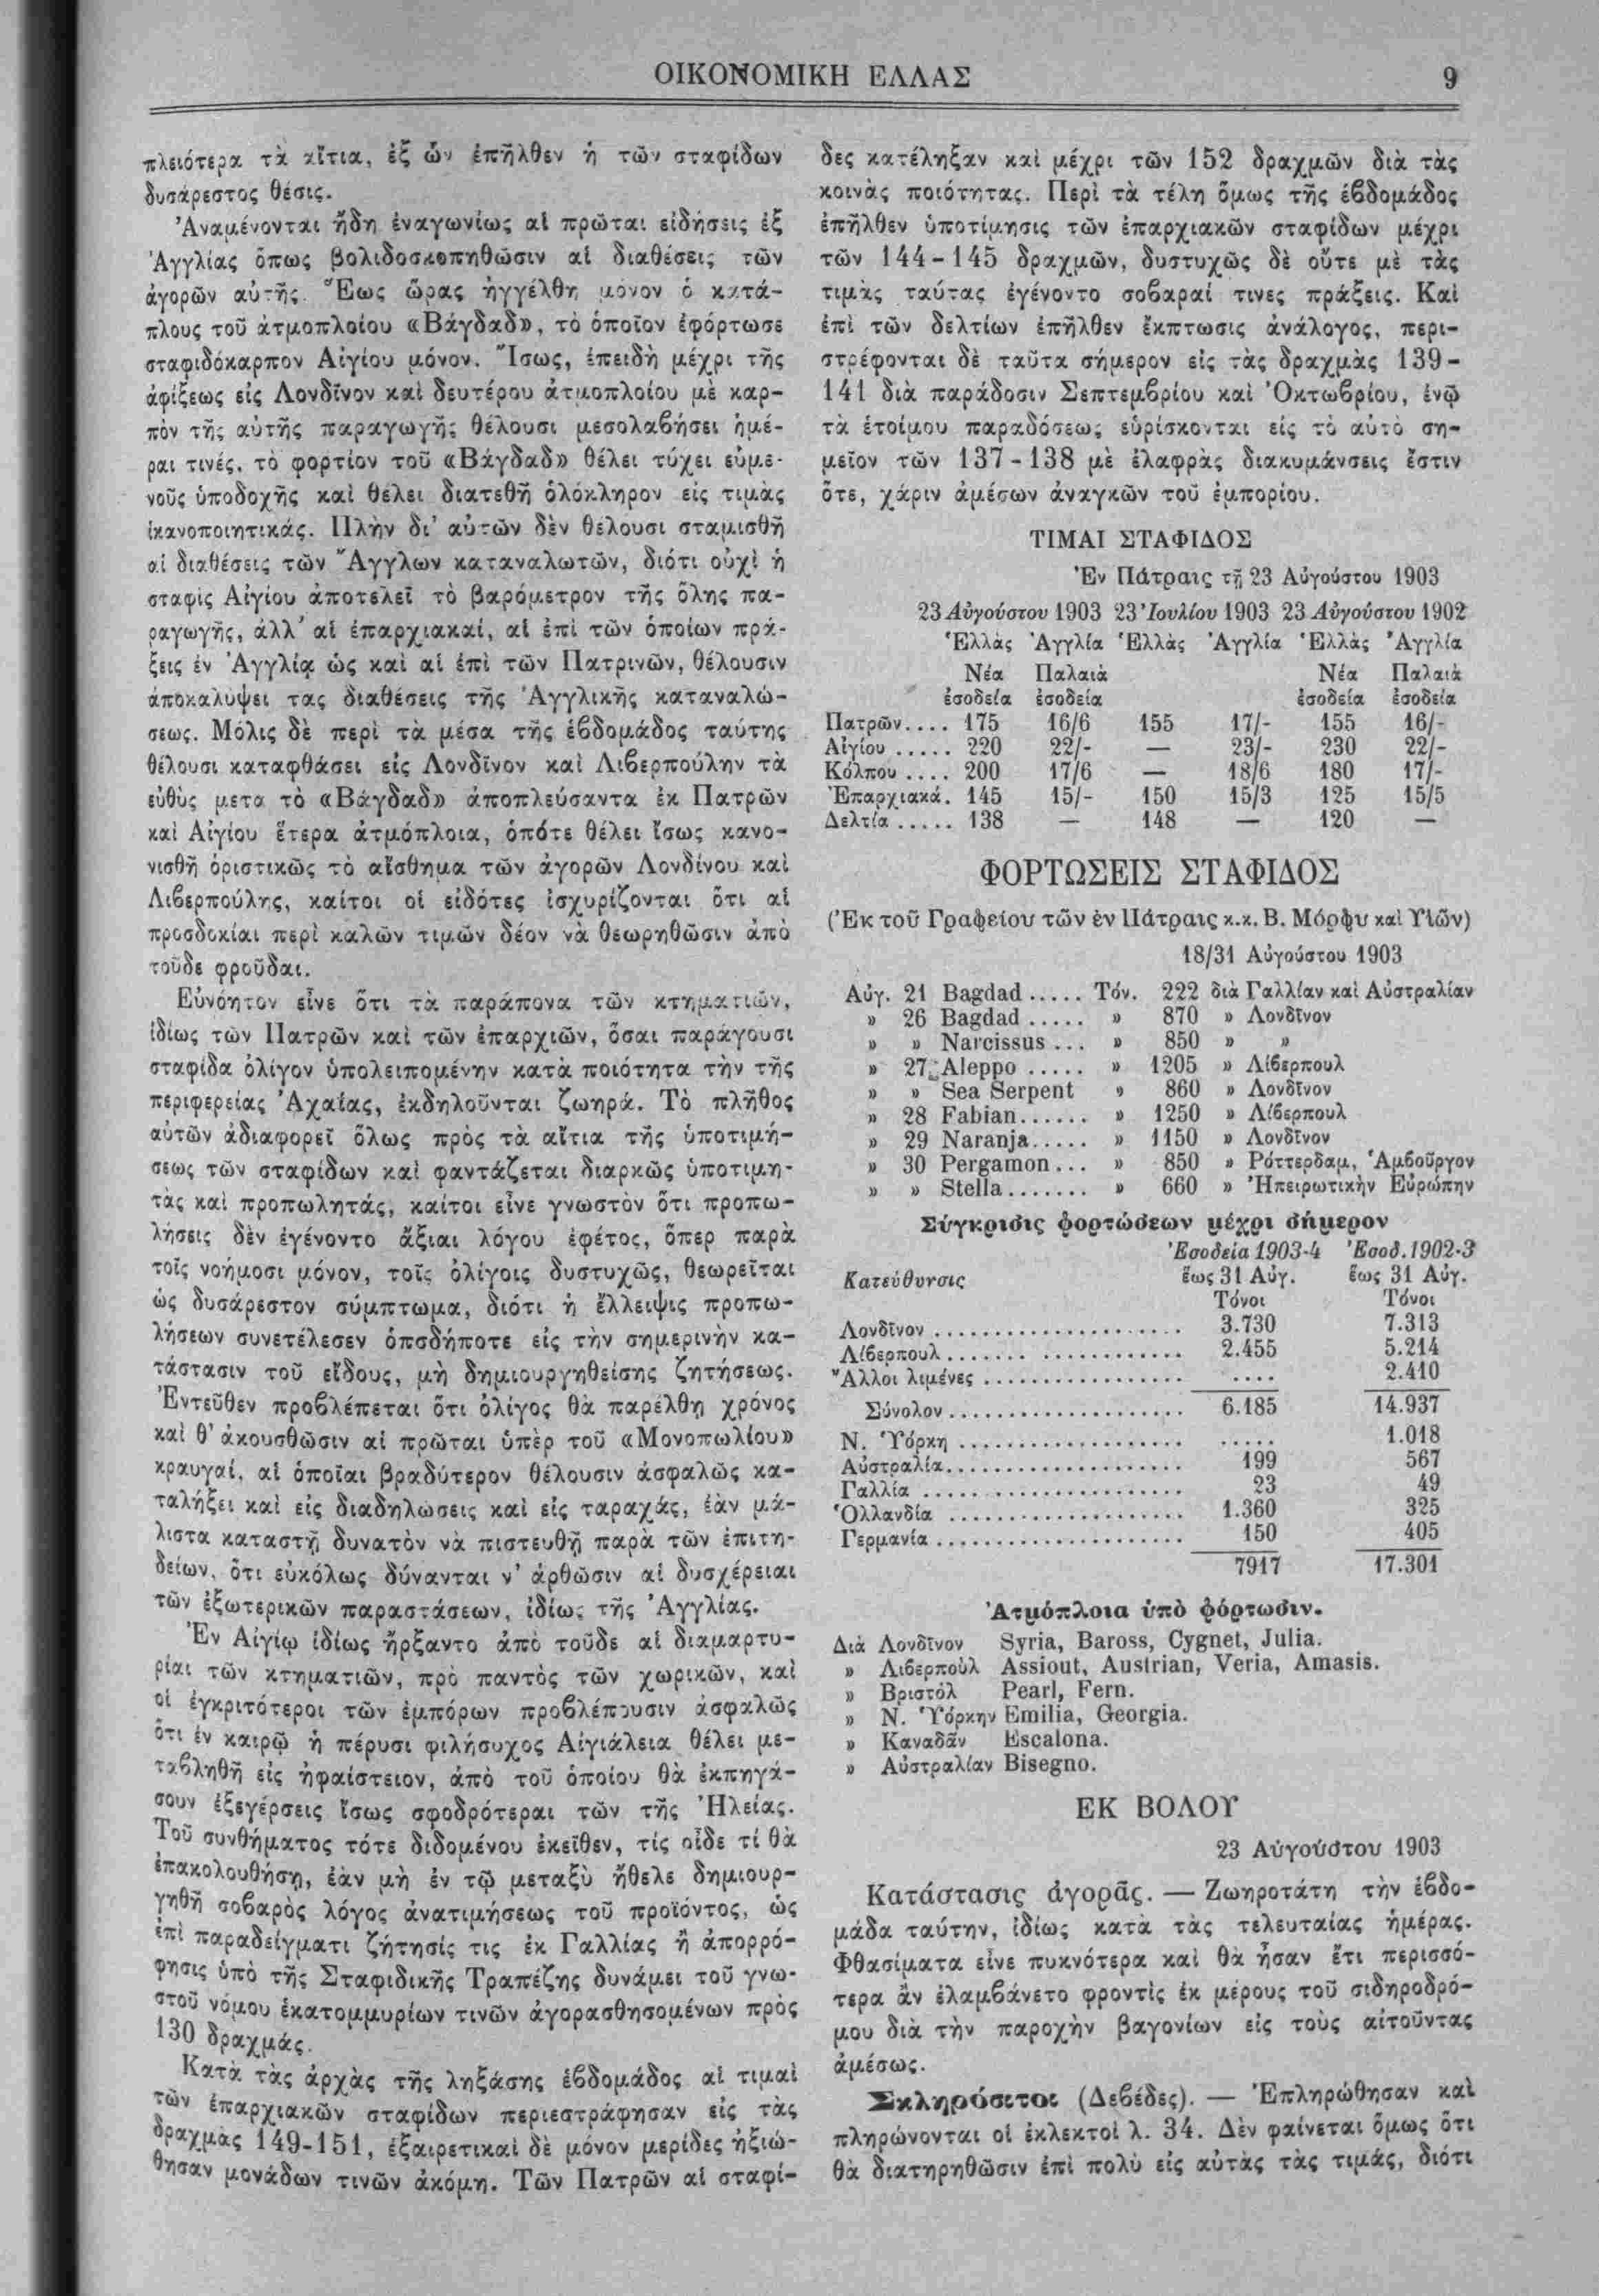 ΟΙΚΟΝΟΜΙΚΗ ΕΛΛΑΣ 9
πλειότερα τὰ αἴτια, ἐξ ὧν ἐπῆλθεν ἡ τῶν σταφίδων
δυσάρεστος θέσις.
Ἀναμένονται ἤδη ἐναγωνίως αἱ πρῶται εἰδήσεις ἐξ
Ἀγγλίας ὅπως βολιδοσκοπηθῶσιν αἱ διαθέσεις τῶν
ἀγορῶν αὐτῆς. Ἕως ὥρας ἠγγέλθη μόνον ὁ κατά-
πλους τοῦ ἀτμοπλοίου «Βάγδαδ», τὸ ὁποῖον ἐφόρτωσε
σταφιδόκαρπον Αἰγίου μόνον. Ἴσως, ἐπειδὴ μέχρι τῆς
ἀφίξεως εἰς Λονδῖνον καὶ δευτέρου ἀτμοπλοίου μὲ καρ-
πὸν τῆς αὐτῆς παραγωγῆς θέλουσι μεσολαβήσει ἡμέ-
ραι τινές, τὸ φορτίον τοῦ «Βάγδαδ» θέλει τύχει εὐμε-
νοῦς ὑποδοχῆς καὶ θέλει διατεθῆ ὁλόκληρον εἰς τιμὰς
ἱκανοποιητικάς. Πλὴν δι' αὐτῶν δὲν θέλουσι σταμισθῆ
αἱ διαθέσεις τῶν Ἄγγλων καταναλωτῶν, διότι οὐχὶ ἡ
σταφὶς Αἰγίου ἀποτελεῖ τὸ βαρόμετρον τῆς ὅλης πα-
ραγωγῆς, ἀλλ' αἱ ἐπαρχιακαί, αἱ ἐπὶ τῶν ὁποίων πρά-
ξεις ἐν Ἀγγλίᾳ ὡς καὶ αἱ ἐπὶ τῶν Πατρινῶν, θέλουσιν
ἀποκαλύψει τας διαθέσεις τῆς Ἀγγλικῆς καταναλώ-
σεως. Μόλις δὲ περὶ τὰ μέσα τῆς ἑβδομάδος ταύτης
θέλουσι καταφθάσει εἰς Λονδῖνον καὶ Λιβερπούλην τὰ
εὐθὺς μετα τὸ «Βάγδαδ» ἀποπλεύσαντα ἐκ Πατρῶν
καὶ Αἰγίου ἕτερα ἀτμόπλοια, ὁπότε θέλει ἴσως κανο-
νισθῆ ὁριστικῶς τὸ αἴσθημα τῶν ἀγορῶν Λονδίνου καὶ
Λιβερπούλης, καίτοι οἱ εἰδότες ἰσχυρίζονται ὅτι αἱ
προσδοκίαι περὶ καλῶν τιμῶν δέον νὰ θεωρηθῶσιν ἀπὸ
τοῦδε φροῦδαι.
Εὐνόητον εἶνε ὅτι τὰ παράπονα τῶν κτηματιῶν,
ἰδίως τῶν Πατρῶν καὶ τῶν ἐπαρχιῶν, ὅσαι παράγουσι
σταφίδα ὀλίγον ὑπολειπομένην κατὰ ποιότητα τὴν τῆς
περιφερείας Ἀχαΐας, ἐκδηλοῦνται ζωηρά. Τὸ πλῆθος
αὐτῶν ἀδιαφορεῖ ὅλως πρὸς τὰ αἴτια τῆς ὑποτιμή-
σεως τῶν σταφίδων καὶ φαντάζεται διαρκῶς ὑποτιμη-
τὰς καὶ προπωλητάς, καίτοι εἶνε γνωστὸν ὅτι προπω-
λήσεις δὲν ἐγένοντο ἄξιαι λόγου ἐφέτος, ὅπερ παρὰ
τοῖς νοήμοσι μόνον, τοῖς ὀλίγοις δυστυχῶς, θεωρεῖται
ὡς δυσάρεστον σύμπτωμα, διότι ἡ ἔλλειψις προπω-
λήσεων συνετέλεσεν ὁπσδήποτε εἰς τὴν σημερινὴν κα-
τάστασιν τοῦ εἴδους, μὴ δημιουργηθείσης ζητήσεως.
Ἐντεῦθεν προβλέπεται ὅτι ὀλίγος θὰ παρέλθῃ χρόνος
καὶ θ' ἀκουσθῶσιν αἱ πρῶται ὑπὲρ τοῦ «Μονοπωλίου»
κραυγαί, αἱ ὁποῖαι βραδύτερον θέλουσιν ἀσφαλῶς κα-
ταλήξει καὶ εἰς διαδηλώσεις καὶ εἰς ταραχάς, ἐὰν μά-
λιστα καταστῇ δυνατὸν νὰ πιστευθῇ παρὰ τῶν ἐπιτη-
δείων, ὅτι εὐκόλως δύνανται ν' ἀρθῶσιν αἱ δυσχέρειαι
τῶν ἐξωτερικῶν παραστάσεων, ἰδίως τῆς Ἀγγλίας.
Ἐν Αἰγίῳ ἰδίως ἤρξαντο ἀπὸ τοῦδε αἱ διαμαρτυ-
ρίαι τῶν κτηματιῶν, πρὸ παντὸς τῶν χωρικῶν, καὶ
οἱ ἐγκριτότεροι τῶν ἐμπόρων προβλέπουσιν ἀσφαλῶς
ὅτι ἐν καιρῷ ἡ πέρυσι φιλήσυχος Αἰγιάλεια θέλει με-
ταβληθῆ εἰς ἡφαίστειον, ἀπὸ τοῦ ὁποίου θὰ ἐκπηγά-
σουν ἐξεγέρσεις ἴσως σφοδρότεραι τῶν τῆς Ἠλείας.
Τοῦ συνθήματος τότε διδομένου ἐκεῖθεν, τίς οἶδε τί θὰ
ἐπακολουθήσῃ, ἐὰν μὴ ἐν τῷ μεταξὺ ἤθελε δημιουρ-
γηθῆ σοβαρὸς λόγος ἀνατιμήσεως τοῦ προϊόντος, ὡς
ἐπὶ παραδείγματι ζήτησίς τις ἐκ Γαλλίας ἢ ἀπορρό-
φησις ὑπὸ τῆς Σταφιδικῆς Τραπέζης δυνάμει τοῦ γνω-
στοῦ νόμου ἑκατομμυρίων τινῶν ἀγορασθησομένων πρὸς
130 δραχμάς.
Κατὰ τὰς ἀρχὰς τῆς ληξάσης ἑβδομάδος αἱ τιμαὶ
τῶν ἐπαρχιακῶν σταφίδων περιεστράφησαν εἰς τὰς
δραχμας 149-151, ἐξαιρετικαὶ δὲ μόνον μερίδες ἠξιώ-
θησαν μονάδων τινῶν ἀκόμη. Τῶν Πατρῶν αἱ σταφί-
δες κατέληξαν καὶ μέχρι τῶν 152 δραχμῶν διὰ τὰς
κοινὰς ποιότητας. Περὶ τὰ τέλη ὅμως τῆς ἑβδομάδος
ἐπῆλθεν ὑποτίμησις τῶν ἐπαρχιακῶν σταφίδων μέχρι
τῶν 144-145 δραχμῶν, δυστυχῶς δὲ οὔτε μὲ τὰς
τιμὰς ταύτας ἐγένοντο σοβαραί τινες πράξεις. Καὶ
ἐπὶ τῶν δελτίων ἐπῆλθεν ἔκπτωσις ἀνάλογος, περι-
στρέφονται δὲ ταῦτα σήμερον εἰς τὰς δραχμὰς 139-
141 διὰ παράδοσιν Σεπτεμβρίου καὶ Ὀκτωβρίου, ἐνῷ
τὰ ἑτοίμου παραδόσεως εὑρίσκονται εἰς τὸ αὐτὸ ση-
μεῖον τῶν 137-138 μὲ ἐλαφρὰς διακυμάνσεις ἔστιν
ὅτε, χάριν ἀμέσων ἀναγκῶν τοῦ ἐμπορίου.
ΤΙΜΑΙ ΣΤΑΦΙΔΟΣ
Ἐν Πάτραις τῇ 23 Αὐγούστου 1903
23 Αὐγούστου 1903 23 Ἰουλίου 1903 23 Αὐγούστου 1902
Ἑλλὰς Ἀγγλία Ἑλλὰς Ἀγγλία Ἑλλὰς Ἀγγλία
Νέα Παλαιὰ Νέα Παλαιὰ
ἐσοδεία ἐσοδεία ἐσοδεία ἐσοδεία
Πατρῶν.... 175 16/6 155 17/- 155 16/-
Αἰγίου ..... 220 22/- — 23/- 230 22/-
Κόλπου .... 200 17/6 — 18/6 180 17/-
Ἐπαρχιακά. 145 15/- 150 15/3 125 15/5
Δελτία ..... 138 — 148 — 120 —
ΦΟΡΤΩΣΕΙΣ ΣΤΑΦΙΔΟΣ
(Ἐκ τοῦ Γραφείου τῶν ἐν Πάτραις κ.κ. Β. Μόρφυ καὶ Υἱῶν)
18/31 Αὐγούστου 1903
Αὐγ. 21 Bagdad ..... Τόν. 222 διὰ Γαλλίαν καὶ Αὐστραλίαν
» 26 Bagdad ..... » 870 » Λονδῖνον
» » Narcissus ... » 850 » »
» 27 Aleppo ..... » 1205 » Λίβερπουλ
» » Sea Serpent » 860 » Λονδῖνον
» 28 Fabian...... » 1250 » Λίβερπουλ
» 29 Naranja..... » 1150 » Λονδῖνον
» 30 Pergamon... » 850 » Ρόττερδαμ, Ἁμβοῦργον
» » Stella....... » 660 » Ἠπειρωτικὴν Εὐρώπην
Σύγκρισις φορτώσεων μέχρι σήμερον
Ἐσοδεία 1903-4 Ἐσοδ. 1902-3
Κατεύθυνσις ἕως 31 Αὐγ. ἕως 31 Αὐγ.
Τόνοι Τόνοι
Λονδῖνον ........................ 3.730 7.313
Λίβερπουλ ........................ 2.455 5.214
Ἄλλοι λιμένες .................... .... 2.410
Σύνολον ...................... 6.185 14.937
Ν. Ὑόρκη ...................... ..... 1.018
Αὐστραλία........................ 199 567
Γαλλία .......................... 23 49
Ὁλλανδία ........................ 1.360 325
Γερμανία ........................ 150 405
7917 17.301
Ἀτμόπλοια ὑπὸ φόρτωσιν.
Διὰ Λονδῖνον Syria, Baross, Cygnet, Julia.
» Λιβερποὺλ Assiout, Austrian, Veria, Amasis.
» Βριστόλ Pearl, Fern.
» Ν. Ὑόρκην Emilia, Georgia.
» Καναδᾶν Escalona.
» Αὐστραλίαν Bisegno.
ΕΚ ΒΟΛΟΥ
23 Αὐγούστου 1903
Κατάστασις ἀγορᾶς. — Ζωηροτάτη τὴν ἑβδο-
μάδα ταύτην, ἰδίως κατὰ τὰς τελευταίας ἡμέρας.
Φθασίματα εἶνε πυκνότερα καὶ θὰ ἦσαν ἔτι περισσό-
τερα ἂν ἐλαμβάνετο φροντὶς ἐκ μέρους τοῦ σιδηροδρό-
μου διὰ τὴν παροχὴν βαγονίων εἰς τοὺς αἰτοῦντας
ἀμέσως.
Σκληρόσιτοι (Δεβέδες). — Ἐπληρώθησαν καὶ
πληρώνονται οἱ ἐκλεκτοὶ λ. 34. Δὲν φαίνεται ὅμως ὅτι
θὰ διατηρηθῶσιν ἐπὶ πολὺ εἰς αὐτὰς τὰς τιμάς, διότι